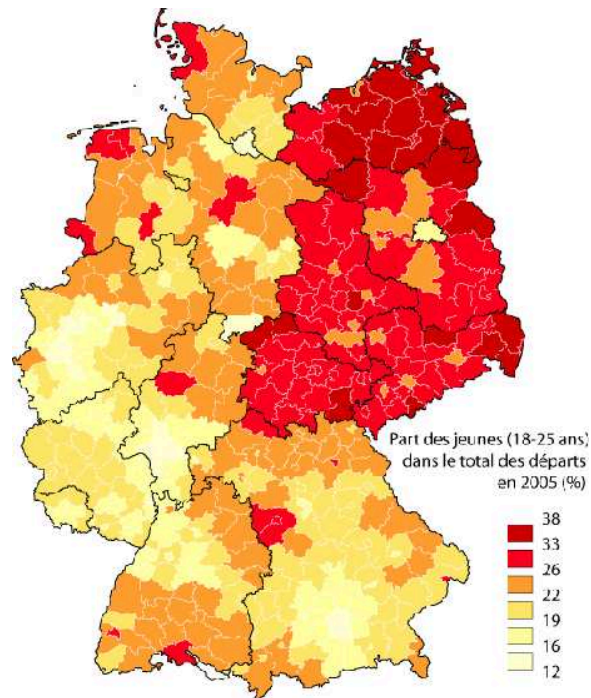 Part des jeunes (18-25 ans)
dans le total des départs
en 2005 (%)
38
33
26
22
19
16
12